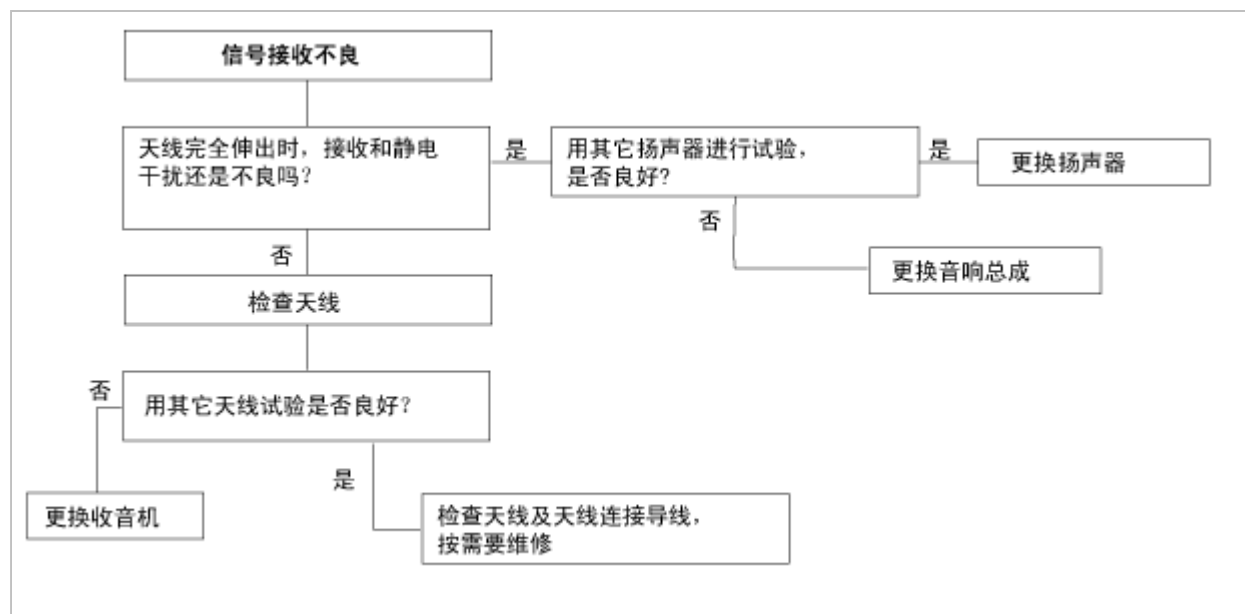 信号接收不良
天线完全伸出时，接收和静电
干扰还是不良吗？
是
用其它扬声器进行试验，
是否良好?
是
更换扬声器
否
更换音响总成
否
检查天线
否
用其它天线试验是否良好？
是
更换收音机
检查天线及天线连接导线，
按需要维修